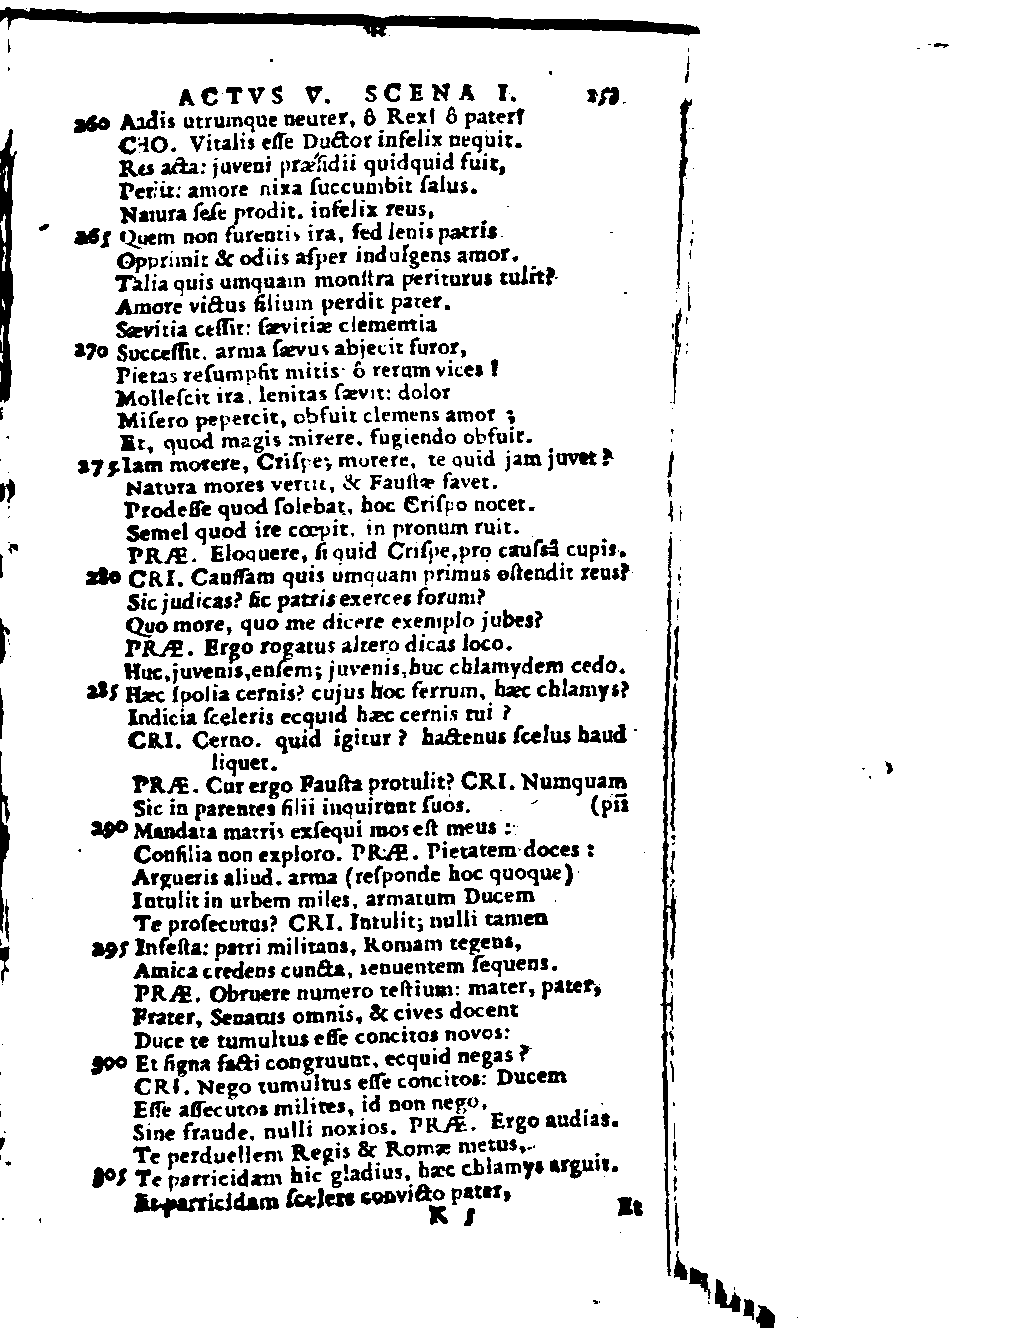 ACTVS V. SCENA I.
260 Audis utrumque neuter, ô Rex! ô pater!
CHO. Vitalis eſſe Ductor infelix nequit.
Res acta: juveni præſidii quidquid fuit,
Periit: amore nixa ſuccumbit ſalus.
Natura ſeſe prodit. infelix reus,
265 Quem non furentis ira, ſed lenis patris
Opprimit & odiis aſper indulgens amor.
Talia quis umquam monſtra periturus tulit?
Amore victus filium perdit pater.
Sævitia ceſſit: ſævitiæ clementia
270 Succeſſit. arma ſævus abjecit furor,
Pietas reſumpſit mitis. ô rerum vices!
Molleſcit ira, lenitas ſævit: dolor
Miſero pepercit, obfuit clemens amor;
Et, quod magis mirere, fugiendo obfuit.
275 Iam morere, Criſpe; morere, te quid jam juvet?
Natura mores vertit, & Fauſtæ favet.
Prodeſſe quod ſolebat, hoc Criſpo nocet.
Semel quod ire cœpit, in pronum ruit.
PRÆ. Eloquere, ſi quid Criſpe, pro cauſsâ cupis.
280 CRI. Cauſſam quis umquam primus oſtendit reus?
Sic judicas? ſic patris exerces forum?
Quo more, quo me dicere exemplo jubes?
PRÆ. Ergo rogatus altero dicas loco.
Huc, juvenis, enſem; juvenis, huc chlamydem cedo.
285 Hæc ſpolia cernis? cujus hoc ferrum, hæc chlamys?
Indicia ſceleris ecquid hæc cernis tui?
CRI. Cerno. quid igitur? hactenus ſcelus haud
liquet.
PRÆ. Cur ergo Fauſta protulit? CRI. Numquam
Sic in parentes filii inquirunt ſuos. (pii
290 Mandata matris exſequi mos eſt meus:
Conſilia non exploro. PRÆ. Pietatem doces:
Argueris aliud. arma (reſponde hoc quoque)
Intulit in urbem miles, armatum Ducem
Te proſecutus? CRI. Intulit; nulli tamen
295 Infeſta: patri militans, Romam tegens,
Amica credens cuncta, renuentem ſequens.
PRÆ. Obruere numero teſtium: mater, pater,
Frater, Senatus omnis, & cives docent
Duce te tumultus eſſe concitos novos:
300 Et ſigna facti congruunt, ecquid negas?
CRI. Nego tumultus eſſe concitos: Ducem
Eſſe aſſecutos milites, id non nego,
Sine fraude, nulli noxios. PRÆ. Ergo audias.
Te perduellem Regis & Romæ metus,
305 Te parricidam hic gladius, hæc chlamys arguit.
Et parricidam ſcelere convicto pater,
K 5 Et